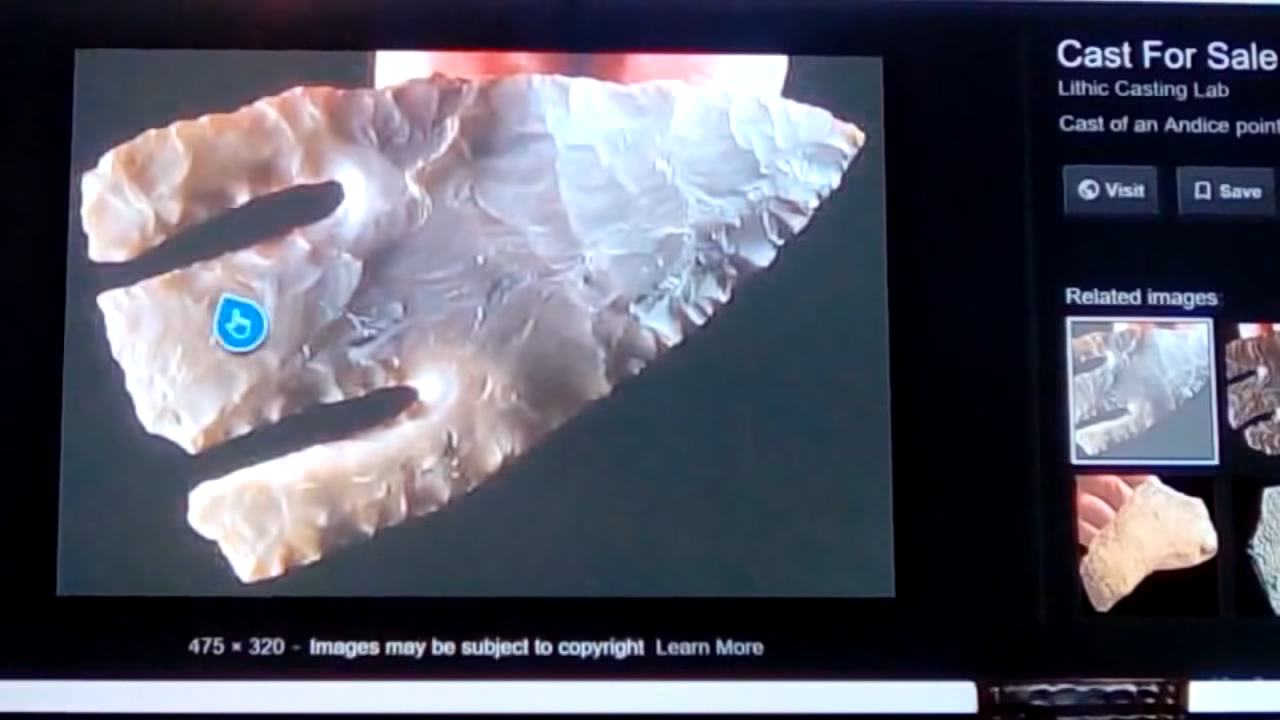 Cast For Sale
Lithic Casting Lab
Cast of an Andice point
Visit
Save
Related images
475 × 320 - Images may be subject to copyright Learn More